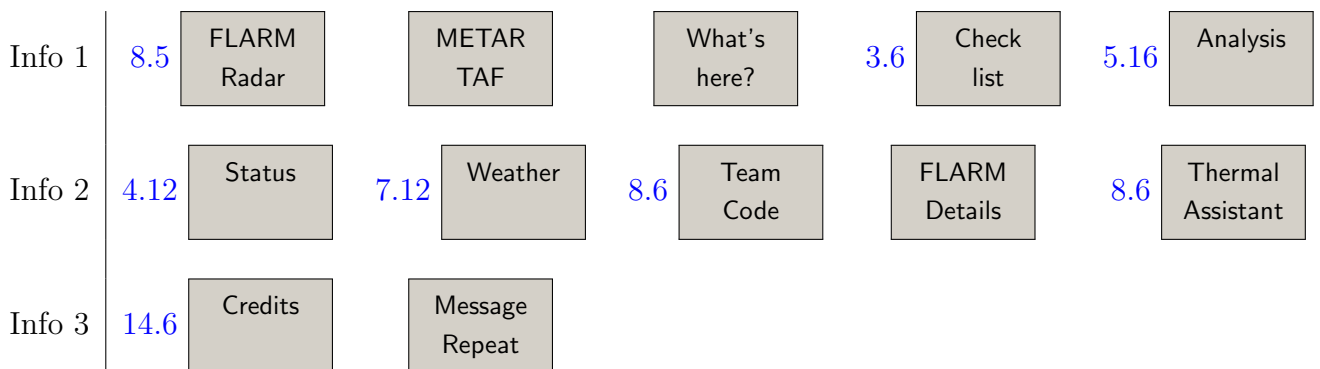 Info 1 8.5 FLARM Radar METAR TAF What's here? 3.6 Check list 5.16 Analysis
Info 2 4.12 Status 7.12 Weather 8.6 Team Code FLARM Details 8.6 Thermal Assistant
Info 3 14.6 Credits Message Repeat